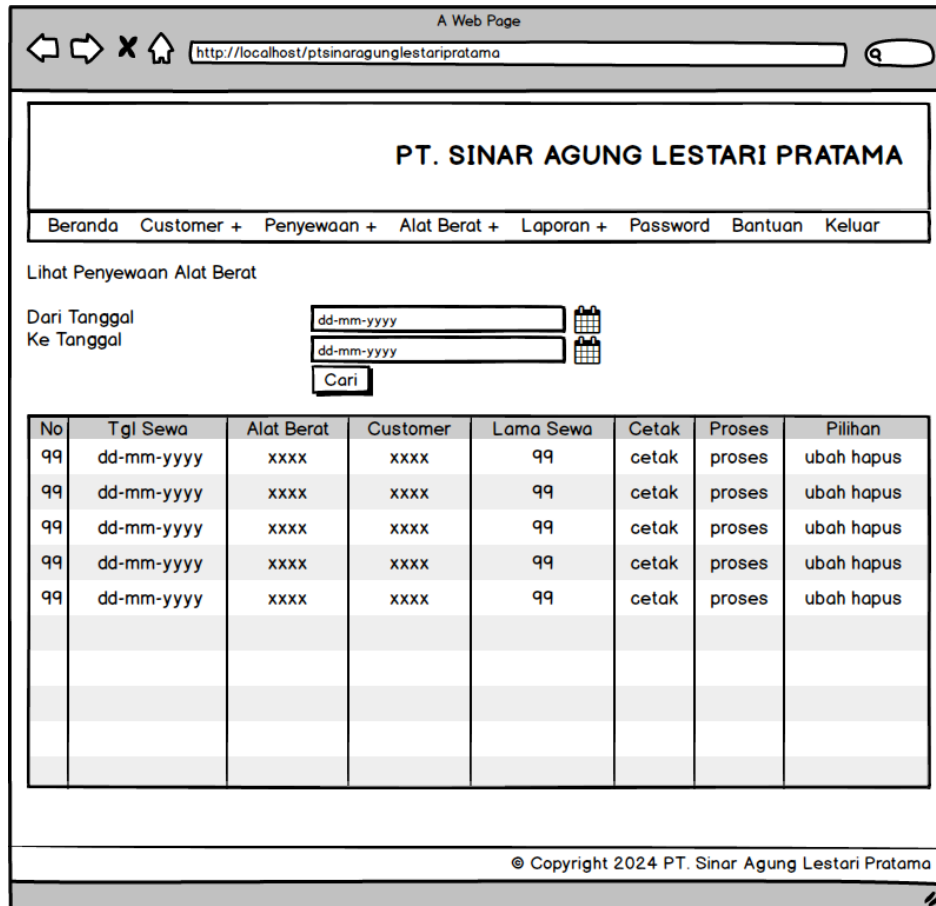 A Web Page
http://localhost/ptsinaragunglestaripratama
PT. SINAR AGUNG LESTARI PRATAMA
Beranda Customer + Penyewaan + Alat Berat + Laporan + Password Bantuan Keluar
Lihat Penyewaan Alat Berat
Dari Tanggal dd-mm-yyyy
Ke Tanggal dd-mm-yyyy
Cari
No Tgl Sewa Alat Berat Customer Lama Sewa Cetak Proses Pilihan
99 dd-mm-yyyy xxxx xxxx 99 cetak proses ubah hapus
99 dd-mm-yyyy xxxx xxxx 99 cetak proses ubah hapus
99 dd-mm-yyyy xxxx xxxx 99 cetak proses ubah hapus
99 dd-mm-yyyy xxxx xxxx 99 cetak proses ubah hapus
99 dd-mm-yyyy xxxx xxxx 99 cetak proses ubah hapus
© Copyright 2024 PT. Sinar Agung Lestari Pratama